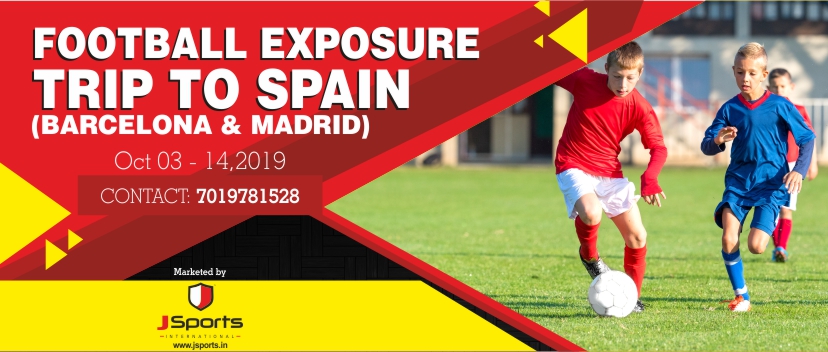 FOOTBALL EXPOSURE
TRIP TO SPAIN
(BARCELONA & MADRID)
Oct 03 - 14,2019
CONTACT: 7019781528
Marketed by
JSports
INTERNATIONAL
www.jsports.in